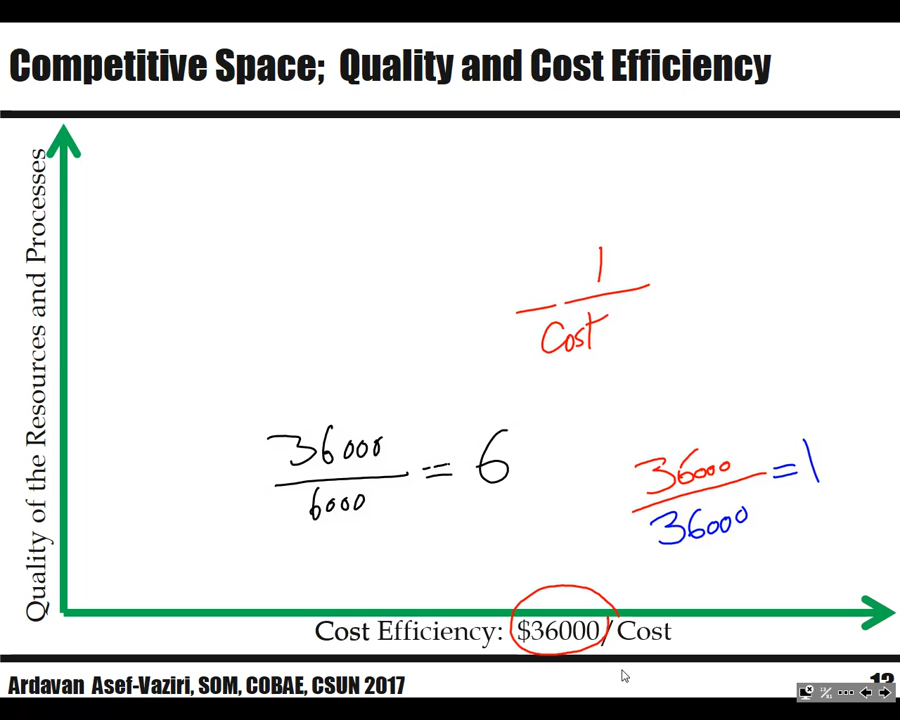 Competitive Space; Quality and Cost Efficiency
Quality of the Resources and Processes
1
Cost
36000
6000
= 6
36000
36000
= 1
Cost Efficiency: $36000/Cost
Ardavan Asef-Vaziri, SOM, COBAE, CSUN 2017